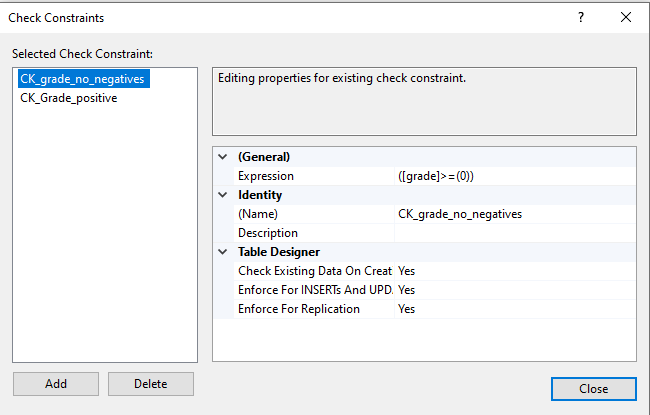 Check Constraints
Selected Check Constraint:
CK_grade_no_negatives
CK_Grade_positive
Editing properties for existing check constraint.
(General)
Expression ([grade]>=(0))
Identity
(Name) CK_grade_no_negatives
Description
Table Designer
Check Existing Data On Creat Yes
Enforce For INSERTs And UPD. Yes
Enforce For Replication Yes
Add Delete
Close